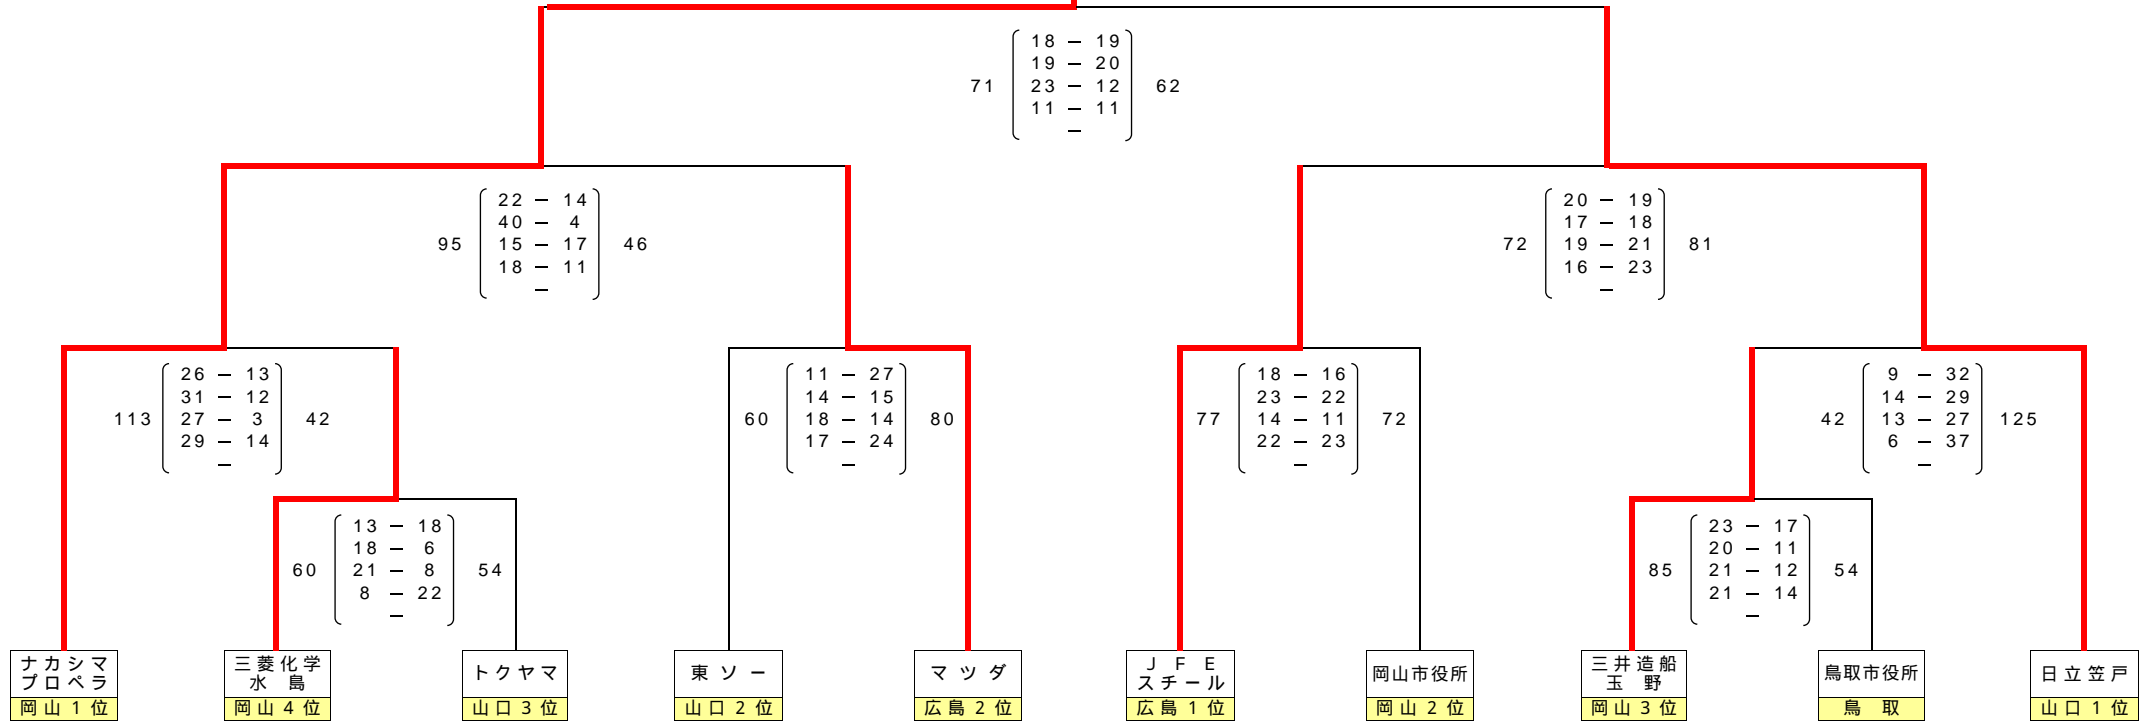 18 － 19
19 － 20
71 23 － 12 62
11 － 11
－
22 － 14
40 － 4
95 15 － 17 46
18 － 11
－
20 － 19
17 － 18
72 19 － 21 81
16 － 23
－
26 － 13
31 － 12
113 27 － 3 42
29 － 14
－
11 － 27
14 － 15
60 18 － 14 80
17 － 24
－
18 － 16
23 － 22
77 14 － 11 72
22 － 23
－
9 － 32
14 － 29
42 13 － 27 125
6 － 37
－
13 － 18
18 － 6
60 21 － 8 54
8 － 22
－
23 － 17
20 － 11
85 21 － 12 54
21 － 14
－
ナカシマ
プロペラ
岡山1位
三菱化学
水島
岡山4位
トクヤマ
山口3位
東ソー
山口2位
マツダ
広島2位
JFE
スチール
広島1位
岡山市役所
岡山2位
三井造船
玉野
岡山3位
鳥取市役所
鳥取
日立笠戸
山口1位